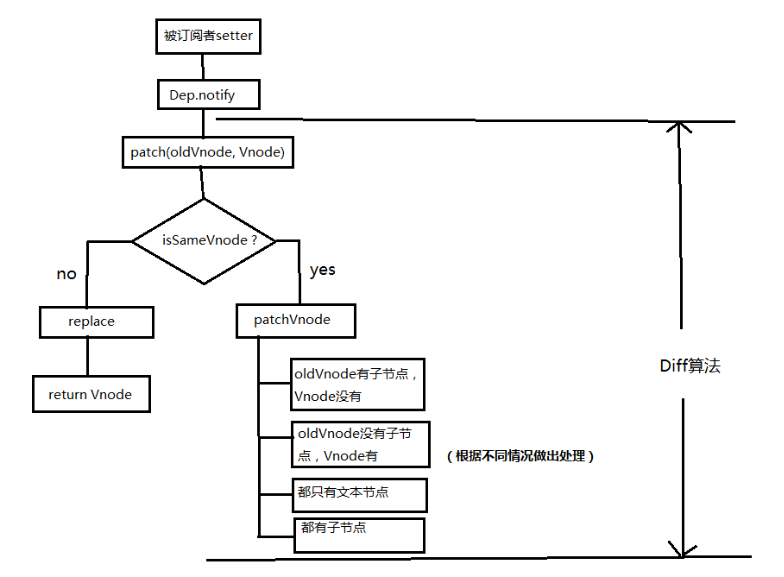 被订阅者setter
Dep.notify
patch(oldVnode, Vnode)
isSameVnode ?
no
yes
replace
patchVnode
return Vnode
oldVnode有子节点，
Vnode没有
oldVnode没有子节
点，Vnode有
（根据不同情况做出处理）
都只有文本节点
都有子节点
Diff算法